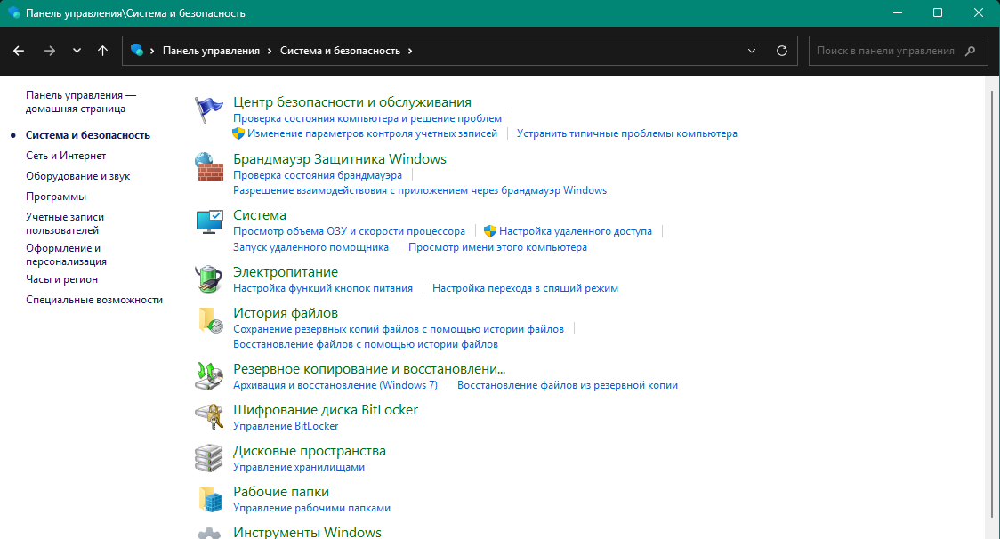 Панель управления\Система и безопасность
Панель управления
Система и безопасность
Поиск в панели управления
Панель управления —
домашняя страница
Система и безопасность
Сеть и Интернет
Оборудование и звук
Программы
Учетные записи
пользователей
Оформление и
персонализация
Часы и регион
Специальные возможности
Центр безопасности и обслуживания
Проверка состояния компьютера и решение проблем
Изменение параметров контроля учетных записей
Устранить типичные проблемы компьютера
Брандмауэр Защитника Windows
Проверка состояния брандмауэра
Разрешение взаимодействовия с приложением через брандмауэр Windows
Система
Просмотр объема ОЗУ и скорости процессора
Настройка удаленного доступа
Запуск удаленного помощника
Просмотр имени этого компьютера
Электропитание
Настройка функций кнопок питания
Настройка перехода в спящий режим
История файлов
Сохранение резервных копий файлов с помощью истории файлов
Восстановление файлов с помощью истории файлов
Резервное копирование и восстановлени...
Архивация и восстановление (Windows 7)
Восстановление файлов из резервной копии
Шифрование диска BitLocker
Управление BitLocker
Дисковые пространства
Управление хранилищами
Рабочие папки
Управление рабочими папками
Инструменты Windows